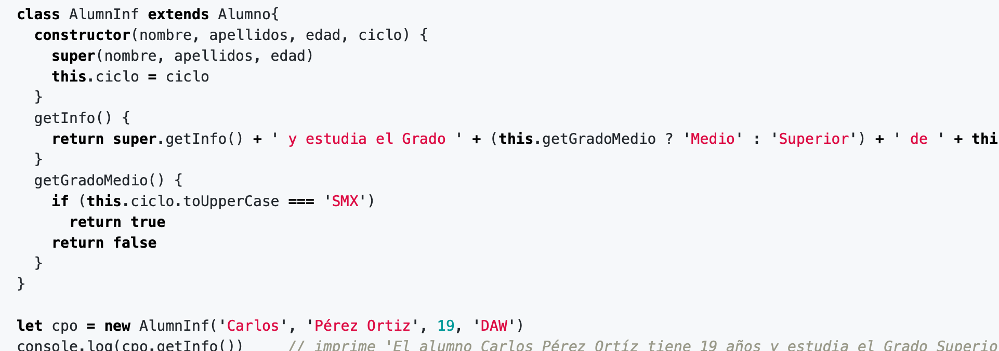 class AlumnInf extends Alumno{
constructor(nombre, apellidos, edad, ciclo) {
super(nombre, apellidos, edad)
this.ciclo = ciclo
}
getInfo() {
return super.getInfo() + ' y estudia el Grado ' + (this.getGradoMedio ? 'Medio' : 'Superior') + ' de ' + thi
}
getGradoMedio() {
if (this.ciclo.toUpperCase === 'SMX')
return true
return false
}
}
let cpo = new AlumnInf('Carlos', 'Pérez Ortiz', 19, 'DAW')
console.log(cpo.getInfo()) // imprime 'El alumno Carlos Pérez Ortíz tiene 19 años y estudia el Grado Superio